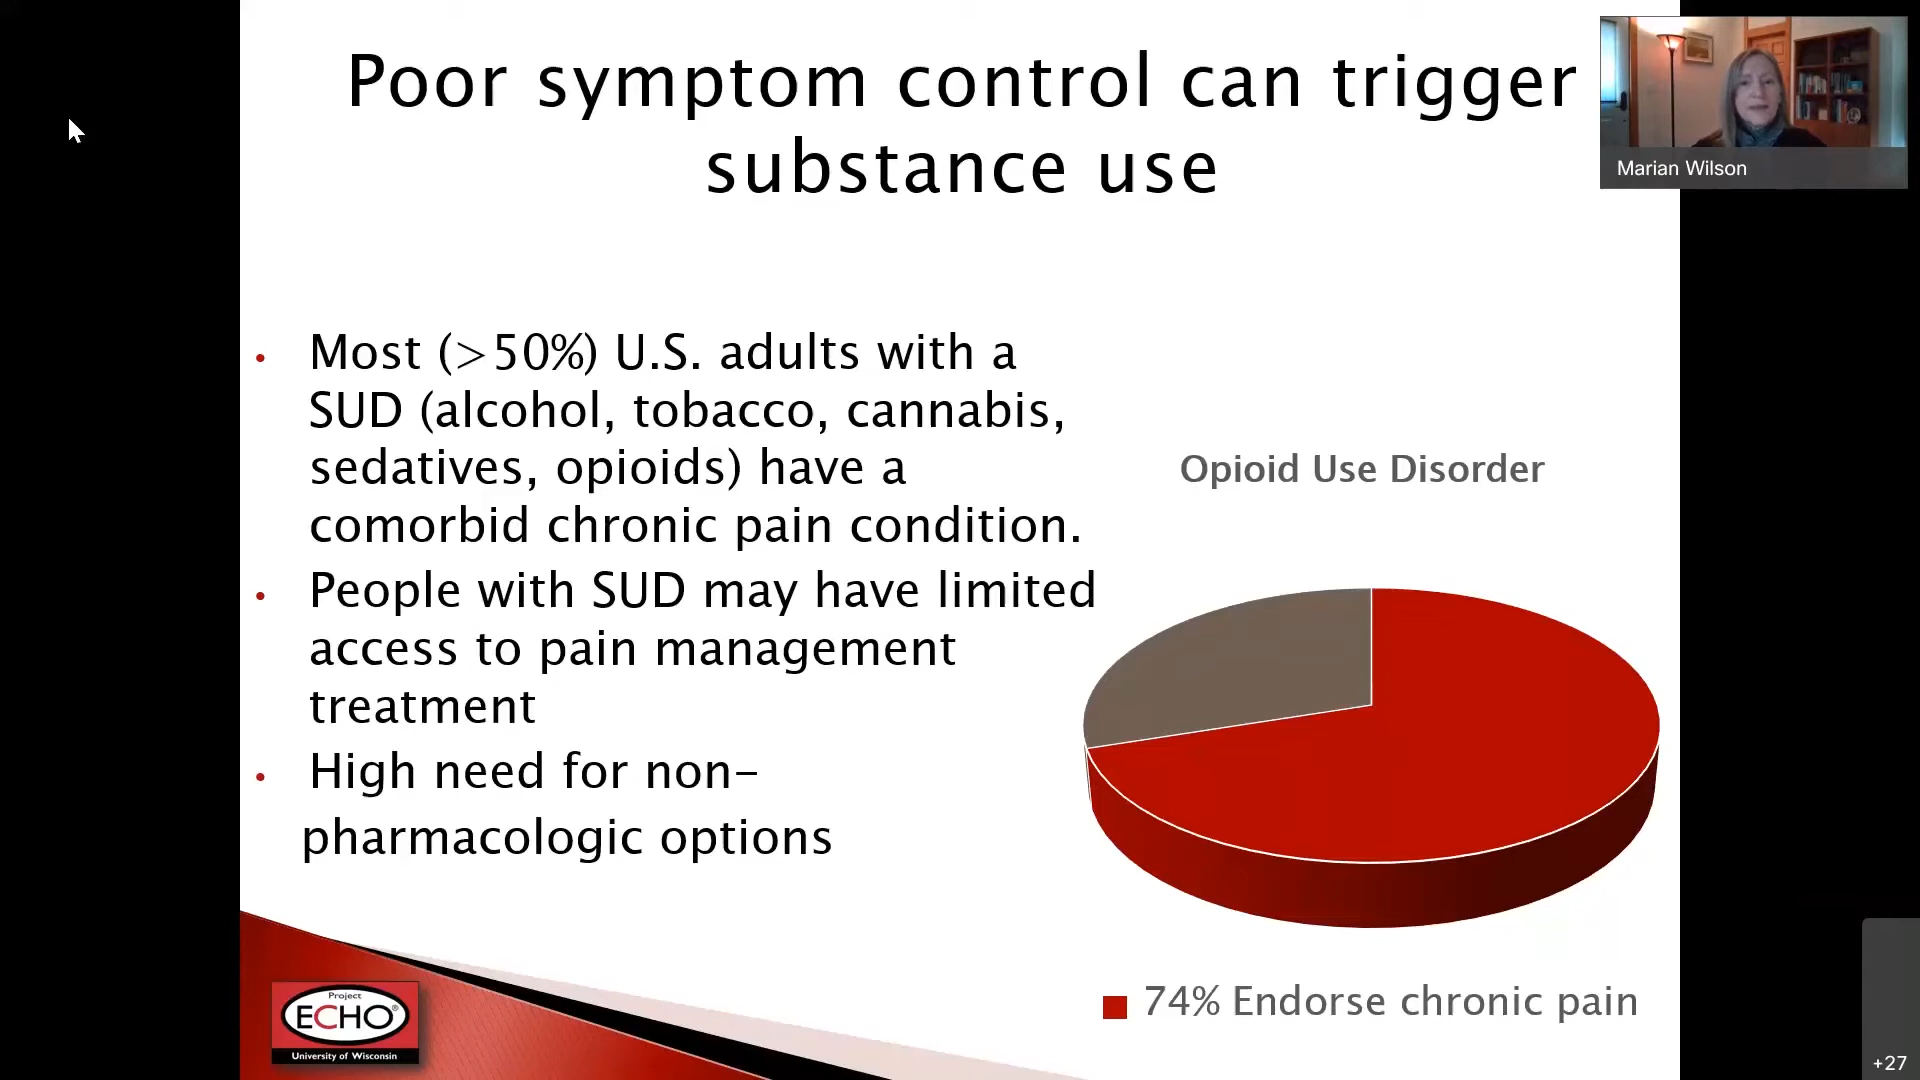 Poor symptom control can trigger
substance use
Marian Wilson
• Most (>50%) U.S. adults with a
SUD (alcohol, tobacco, cannabis,
sedatives, opioids) have a
comorbid chronic pain condition.
• People with SUD may have limited
access to pain management
treatment
• High need for non-
pharmacologic options
Opioid Use Disorder
74% Endorse chronic pain
Project
ECHO®
University of Wisconsin
+27